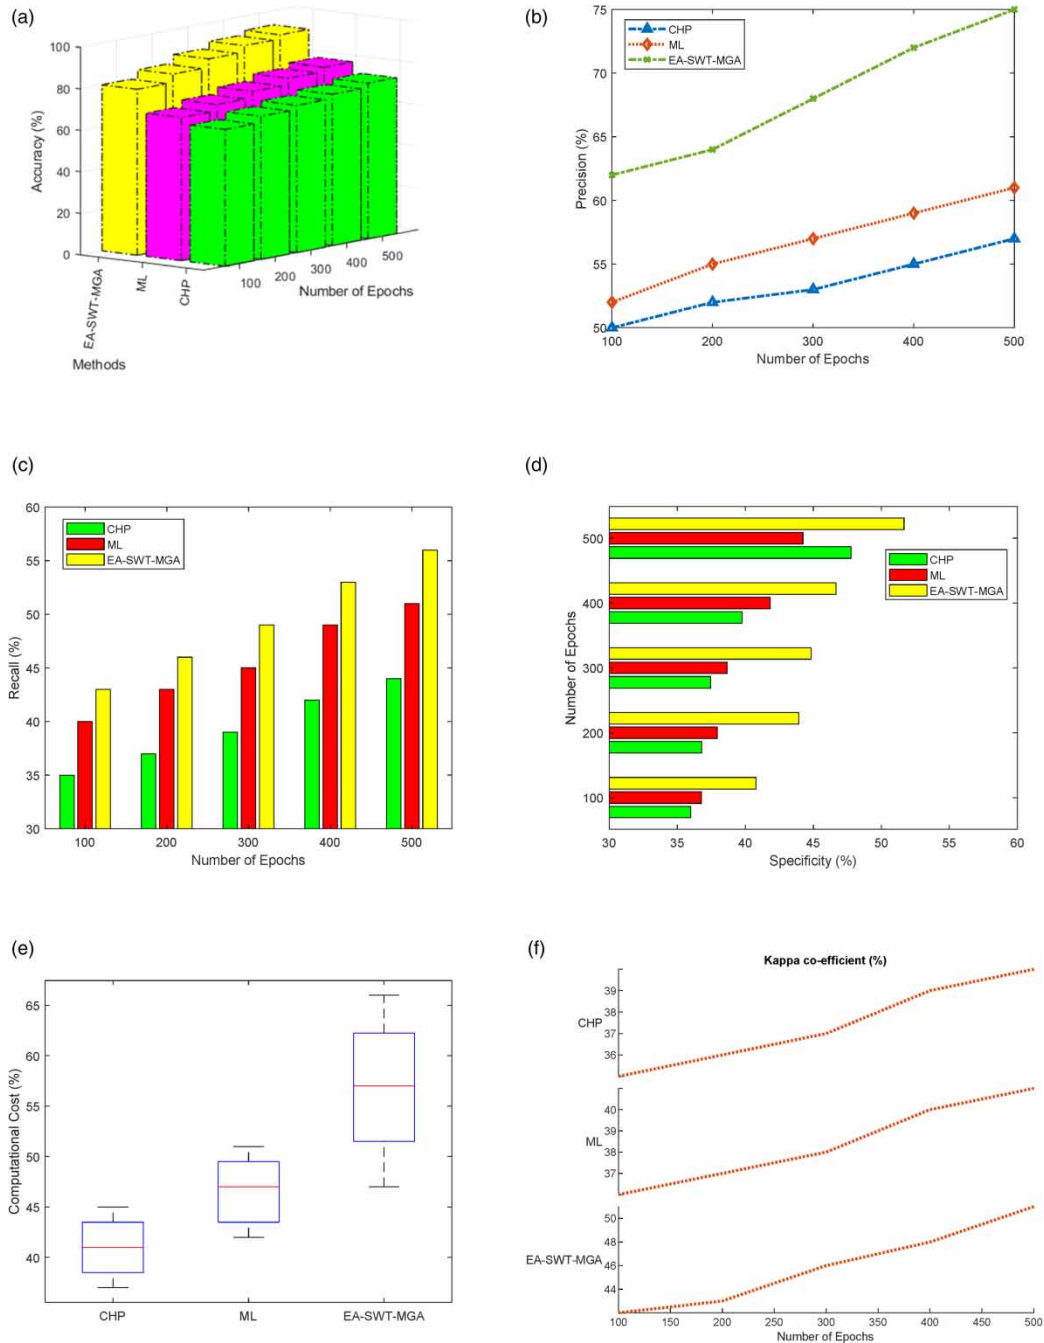 (a)
100
80
60
40
20
0
Accuracy (%)
EA-SWT-MGA
ML
CHP
Methods
100
200
300
400
500
Number of Epochs
(b)
75
70
65
60
55
50
Precision (%)
CHP
ML
EA-SWT-MGA
100 200 300 400 500
Number of Epochs
(c)
60
55
50
45
40
35
30
Recall (%)
CHP
ML
EA-SWT-MGA
100 200 300 400 500
Number of Epochs
(d)
500
400
300
200
100
Number of Epochs
CHP
ML
EA-SWT-MGA
30 35 40 45 50 55 60
Specificity (%)
(e)
65
60
55
50
45
40
Computational Cost (%)
CHP ML EA-SWT-MGA
(f)
Kappa co-efficient (%)
39
38
37
36
CHP
40
39
38
37
ML
50
48
46
44
EA-SWT-MGA
100 150 200 250 300 350 400 450 500
Number of Epochs